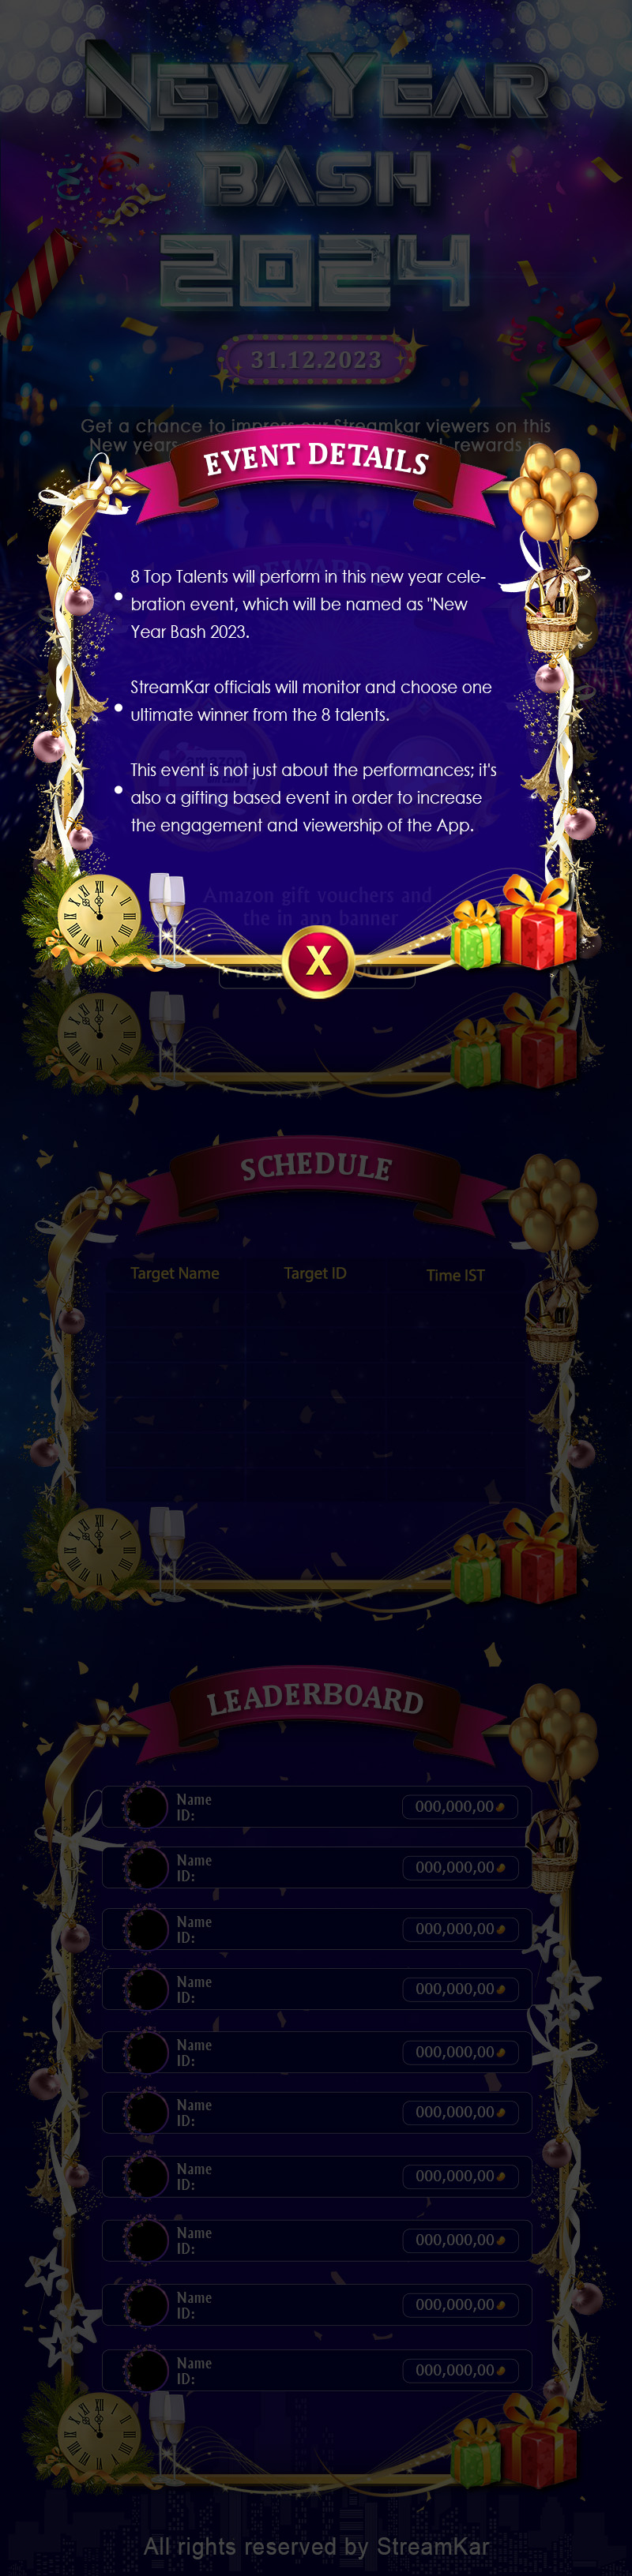 NEW YEAR
BASH
2024
31.12.2023
Get a chance to impress our Streamkar viewers on this
New years
rewards in
EVENT DETAILS
8 Top Talents will perform in this new year cele-
bration event, which will be named as "New
Year Bash 2023.
StreamKar officials will monitor and choose one
ultimate winner from the 8 talents.
amazon
This event is not just about the performances; it's
also a gifting based event in order to increase
the engagement and viewership of the App.
Amazon gift vouchers and
the in app banner
X
SCHEDULE
Target Name Target ID Time IST
LEADERBOARD
Name
ID:
000,000,00
Name
ID:
000,000,00
Name
ID:
000,000,00
Name
ID:
000,000,00
Name
ID:
000,000,00
Name
ID:
000,000,00
Name
ID:
000,000,00
Name
ID:
000,000,00
Name
ID:
000,000,00
Name
ID:
000,000,00
All rights reserved by StreamKar